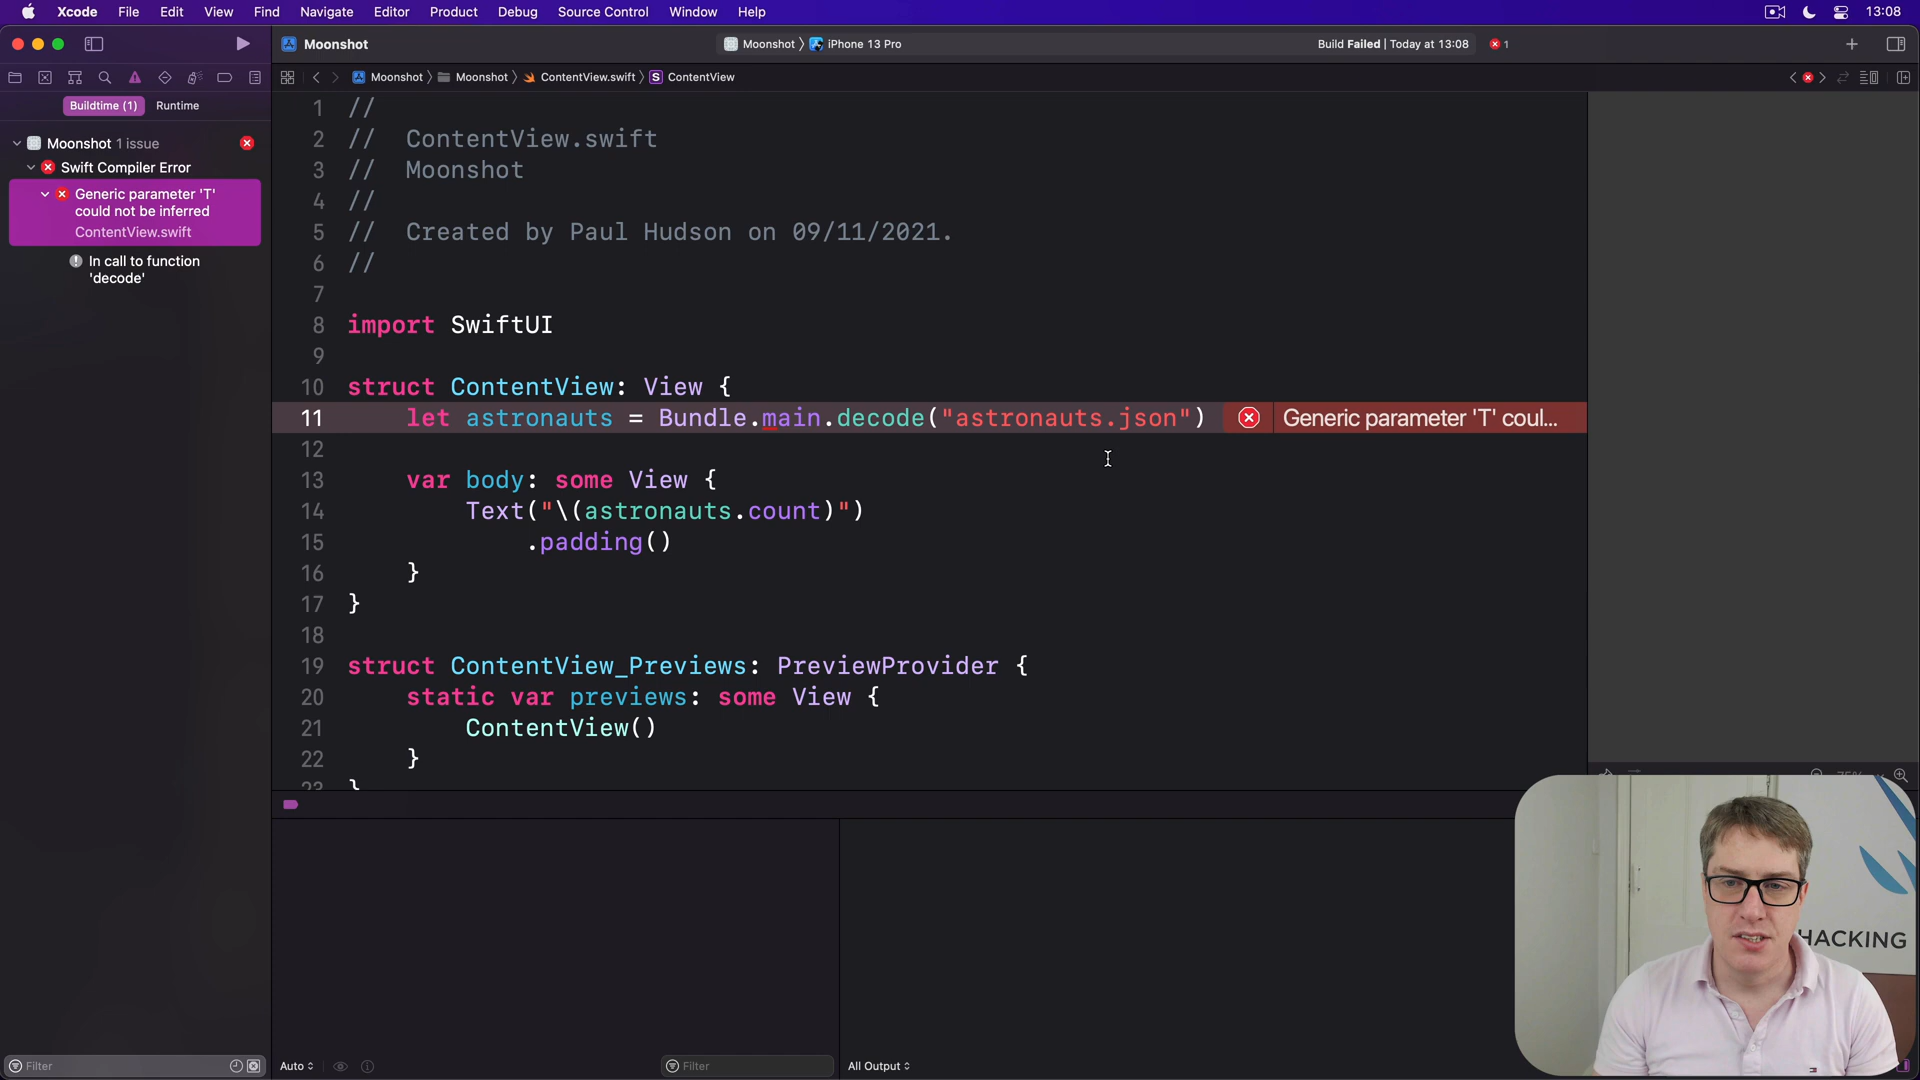 Xcode File Edit View Find Navigate Editor Product Debug Source Control Window Help 13:08
Moonshot
Moonshot 〉 iPhone 13 Pro
Build Failed | Today at 13:08
1
Moonshot 〉 Moonshot 〉 ContentView.swift 〉 S ContentView
Buildtime (1) Runtime
Moonshot 1 issue
Swift Compiler Error
Generic parameter 'T'
could not be inferred
ContentView.swift
In call to function
'decode'
1 //
2 //  ContentView.swift
3 //  Moonshot
4 //
5 //  Created by Paul Hudson on 09/11/2021.
6 //
7
8 import SwiftUI
9
10 struct ContentView: View {
11     let astronauts = Bundle.main.decode("astronauts.json") Generic parameter 'T' coul...
12
13     var body: some View {
14         Text("\(astronauts.count)")
15             .padding()
16     }
17 }
18
19 struct ContentView_Previews: PreviewProvider {
20     static var previews: some View {
21         ContentView()
22     }
23 }
75%
HACKING
Filter
Auto
Filter
All Output